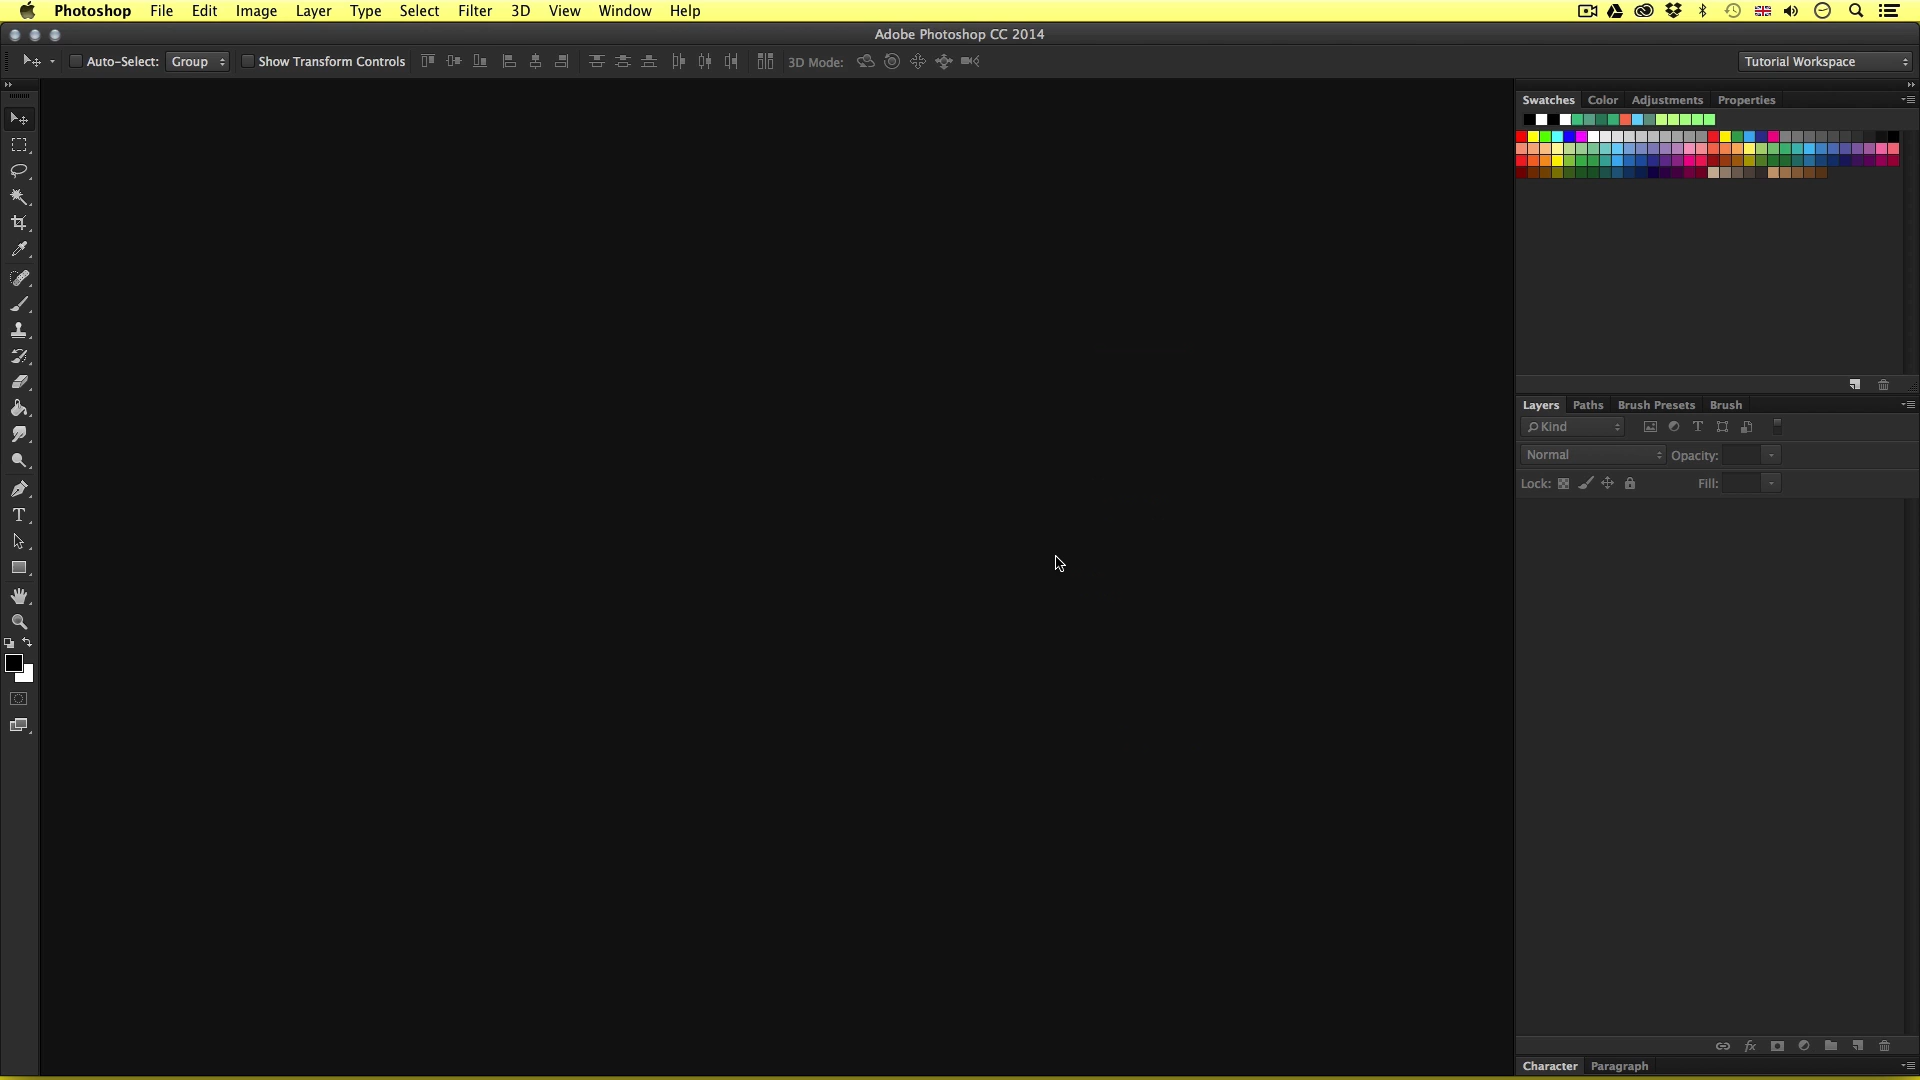 Photoshop File Edit Image Layer Type Select Filter 3D View Window Help
Adobe Photoshop CC 2014
Auto-Select: Group Show Transform Controls 3D Mode: Tutorial Workspace
Swatches Color Adjustments Properties
Layers Paths Brush Presets Brush
Kind
Normal Opacity:
Lock: Fill:
Character Paragraph